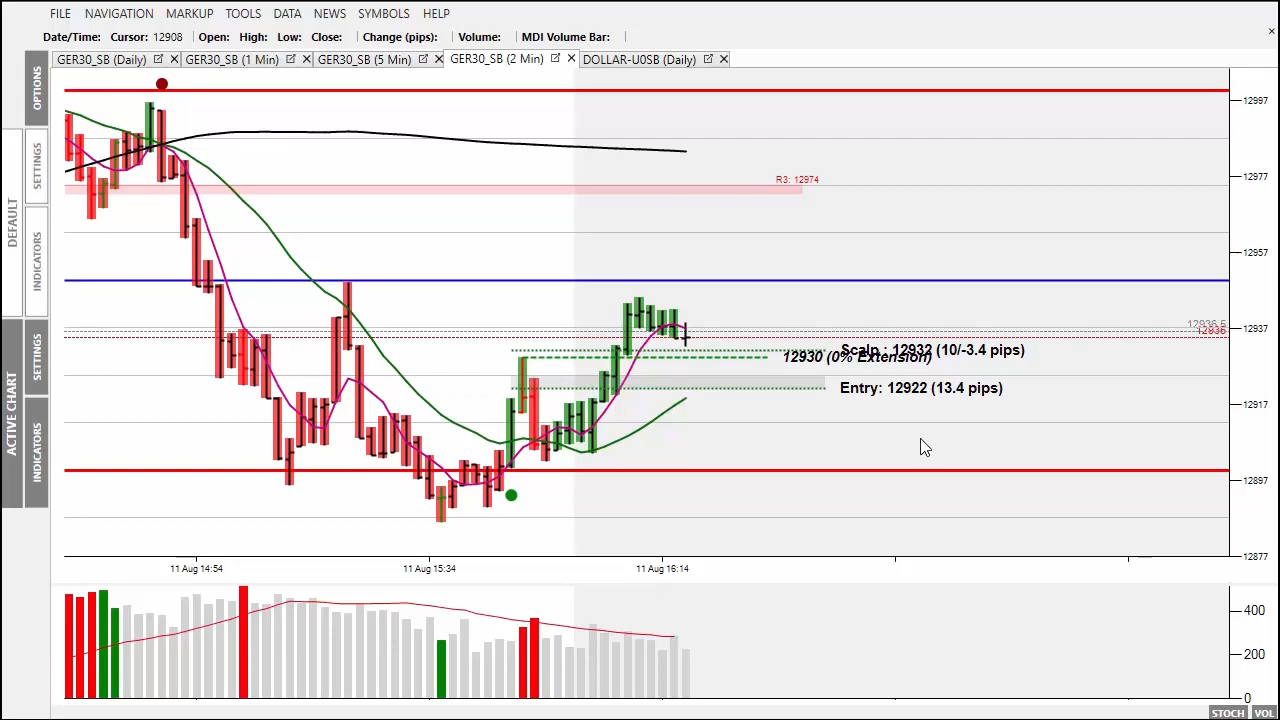 FILE NAVIGATION MARKUP TOOLS DATA NEWS SYMBOLS HELP
Date/Time: Cursor: 12908 Open: High: Low: Close: Change (pips): Volume: MDI Volume Bar:
GER30_SB (Daily) GER30_SB (1 Min) GER30_SB (5 Min) GER30_SB (2 Min) DOLLAR-U0SB (Daily)
OPTIONS
SETTINGS
DEFAULT
INDICATORS
SETTINGS
ACTIVE CHART
INDICATORS
12997
R3: 12974
12977
12957
12936.5
12937
12936
Scalp : 12932 (10/-3.4 pips)
12930 (0% Extension)
Entry: 12922 (13.4 pips)
12917
12897
12877
11 Aug 14:54 11 Aug 15:34 11 Aug 16:14
400
200
0
STOCH VOL